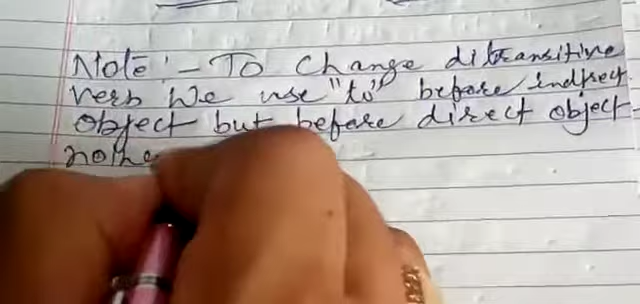 Note :- To Change ditransitive
verb We use "to" before indirect
object but before direct object